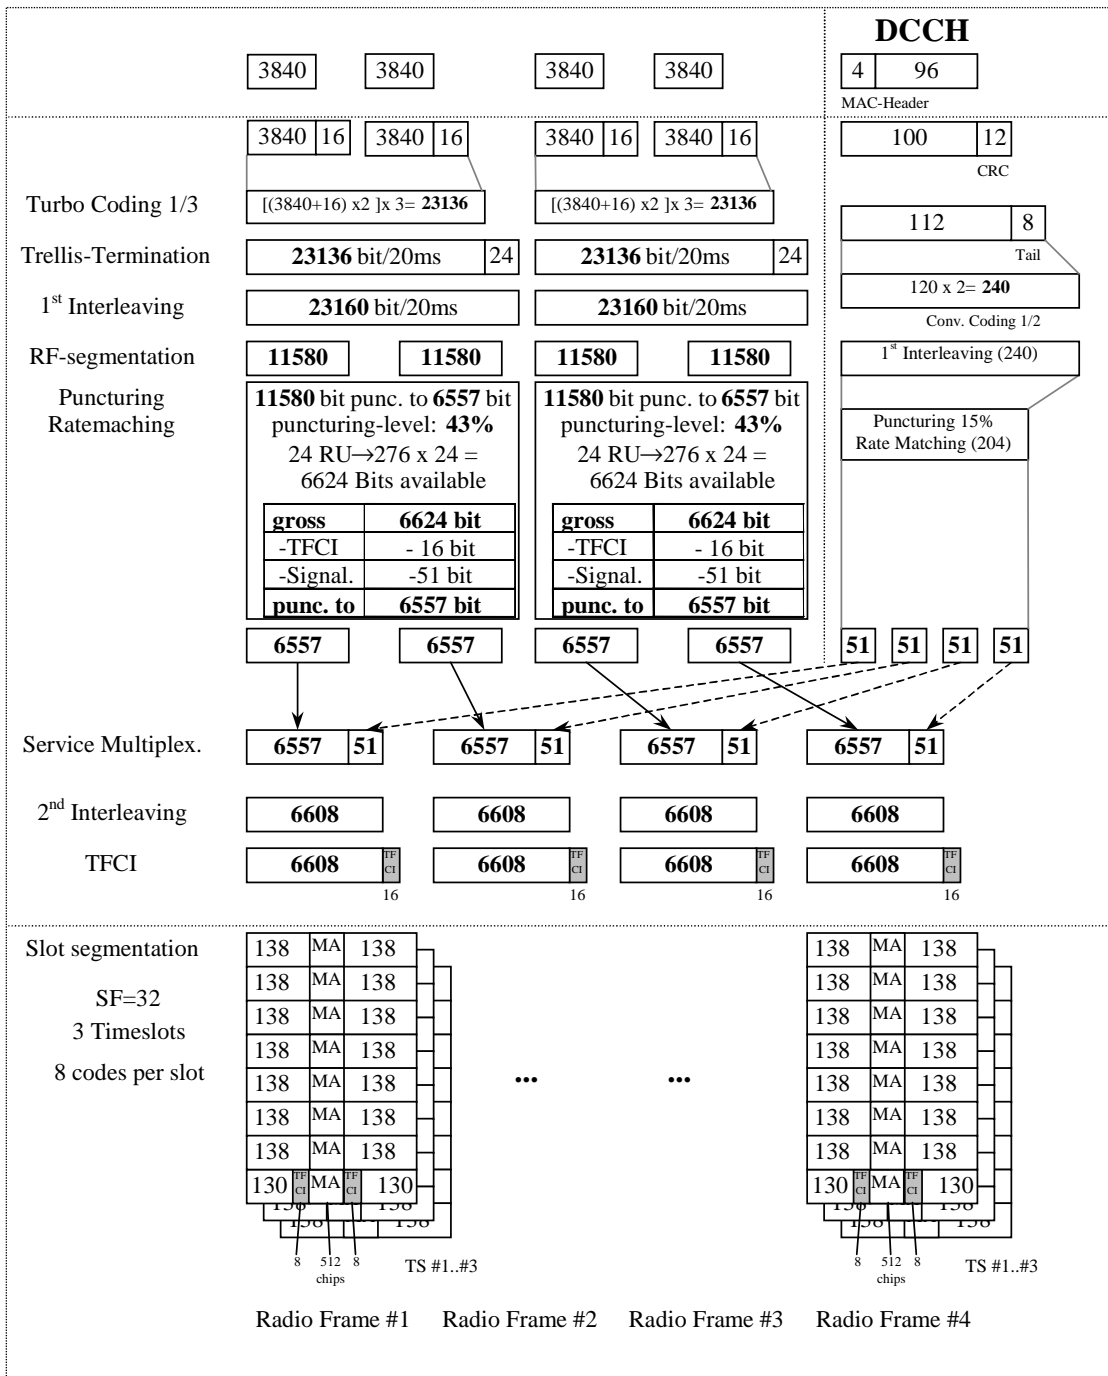 DCCH
3840 3840 3840 3840 4 96
MAC-Header
3840 16 3840 16 3840 16 3840 16 100 12
CRC
Turbo Coding 1/3 [(3840+16) x2 ]x 3= 23136 [(3840+16) x2 ]x 3= 23136
112 8
Tail
Trellis-Termination 23136 bit/20ms 24 23136 bit/20ms 24
120 x 2= 240
Conv. Coding 1/2
1st Interleaving 23160 bit/20ms 23160 bit/20ms
RF-segmentation 11580 11580 11580 11580 1st Interleaving (240)
Puncturing
Ratemaching
11580 bit punc. to 6557 bit 11580 bit punc. to 6557 bit
puncturing-level: 43% puncturing-level: 43%
Puncturing 15%
Rate Matching (204)
24 RU→276 x 24 = 24 RU→276 x 24 =
6624 Bits available 6624 Bits available
gross 6624 bit gross 6624 bit
-TFCI - 16 bit -TFCI - 16 bit
-Signal. -51 bit -Signal. -51 bit
punc. to 6557 bit punc. to 6557 bit
6557 6557 6557 6557 51 51 51 51
Service Multiplex. 6557 51 6557 51 6557 51 6557 51
2nd Interleaving 6608 6608 6608 6608
TFCI 6608 TF CI 6608 TF CI 6608 TF CI 6608 TF CI
16 16 16 16
Slot segmentation
SF=32
3 Timeslots
8 codes per slot
138 MA 138 138 MA 138
138 MA 138 138 MA 138
138 MA 138 138 MA 138
138 MA 138 138 MA 138
138 MA 138 ... ... 138 MA 138
138 MA 138 138 MA 138
138 MA 138 138 MA 138
130 TF CI MA TF CI 130 130 TF CI MA TF CI 130
138 138
138 138 138 138
8 512 8 8 512 8
chips chips
TS #1..#3 TS #1..#3
Radio Frame #1 Radio Frame #2 Radio Frame #3 Radio Frame #4